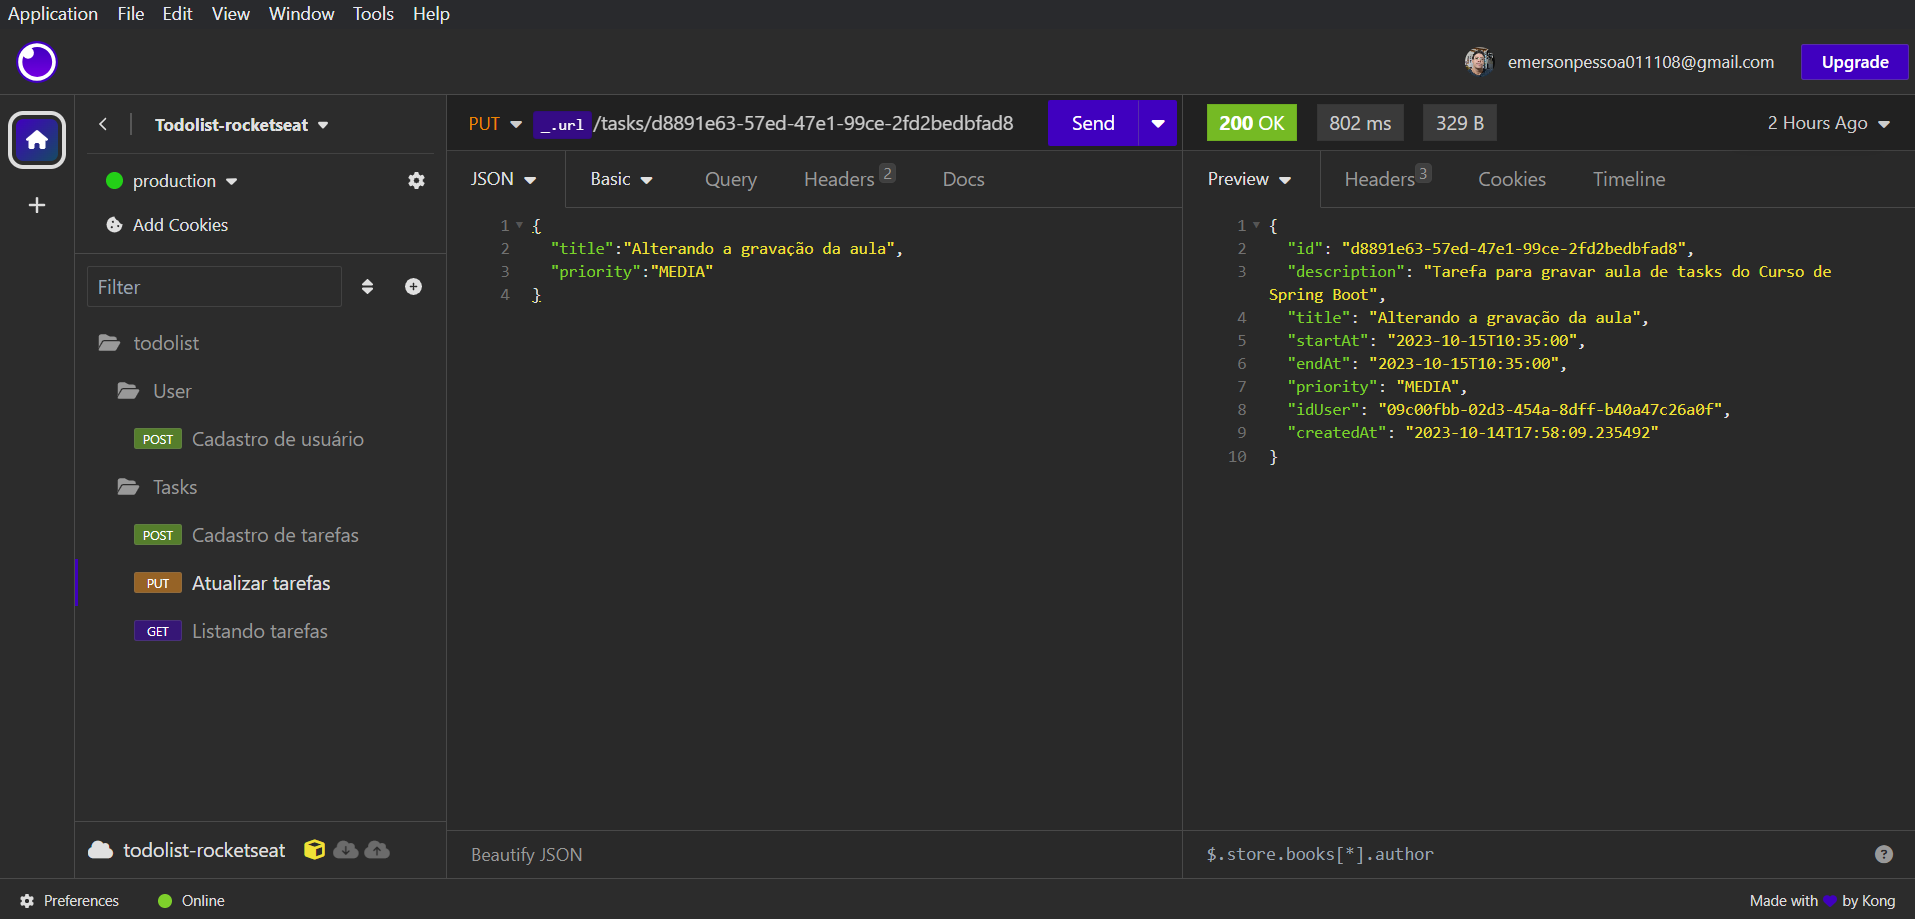 Application File Edit View Window Tools Help
emersonpessoa011108@gmail.com Upgrade
Todolist-rocketseat
production
Add Cookies
Filter
todolist
User
POST Cadastro de usuário
Tasks
POST Cadastro de tarefas
PUT Atualizar tarefas
GET Listando tarefas
todolist-rocketseat
PUT _.url /tasks/d8891e63-57ed-47e1-99ce-2fd2bedbfad8 Send
JSON Basic Query Headers 2 Docs
1 {
2 "title":"Alterando a gravação da aula",
3 "priority":"MEDIA"
4 }
Beautify JSON
200 OK 802 ms 329 B 2 Hours Ago
Preview Headers 3 Cookies Timeline
1 {
2 "id": "d8891e63-57ed-47e1-99ce-2fd2bedbfad8",
3 "description": "Tarefa para gravar aula de tasks do Curso de
Spring Boot",
4 "title": "Alterando a gravação da aula",
5 "startAt": "2023-10-15T10:35:00",
6 "endAt": "2023-10-15T10:35:00",
7 "priority": "MEDIA",
8 "idUser": "09c00fbb-02d3-454a-8dff-b40a47c26a0f",
9 "createdAt": "2023-10-14T17:58:09.235492"
10 }
$.store.books[*].author
Preferences Online
Made with by Kong